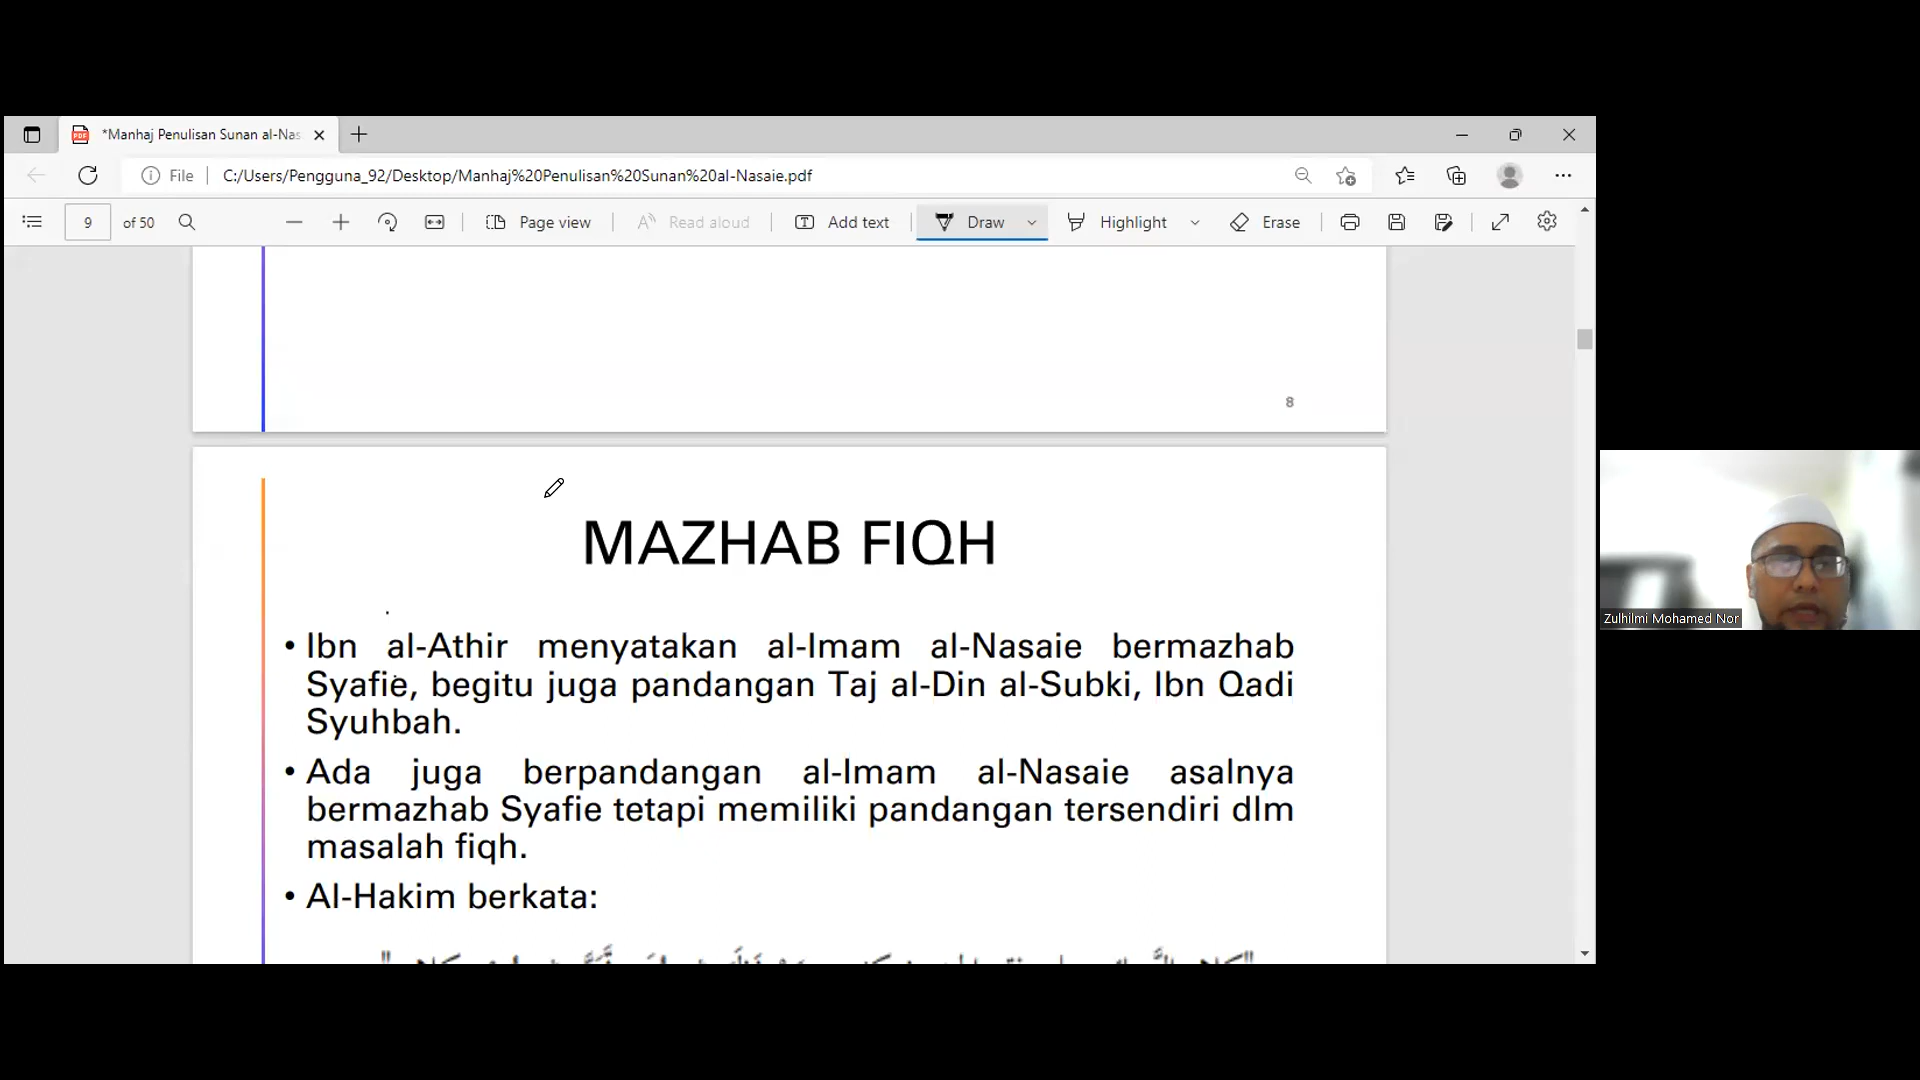 *Manhaj Penulisan Sunan al-Nas
File
C:/Users/Pengguna_92/Desktop/Manhaj%20Penulisan%20Sunan%20al-Nasaie.pdf
9 of 50
Page view
Read aloud
Add text
Draw
Highlight
Erase
8
MAZHAB FIQH
• Ibn al-Athir menyatakan al-Imam al-Nasaie bermazhab
Syafie, begitu juga pandangan Taj al-Din al-Subki, Ibn Qadi
Syuhbah.
• Ada juga berpandangan al-Imam al-Nasaie asalnya
bermazhab Syafie tetapi memiliki pandangan tersendiri dlm
masalah fiqh.
• Al-Hakim berkata:
Zulhilmi Mohamed Nor